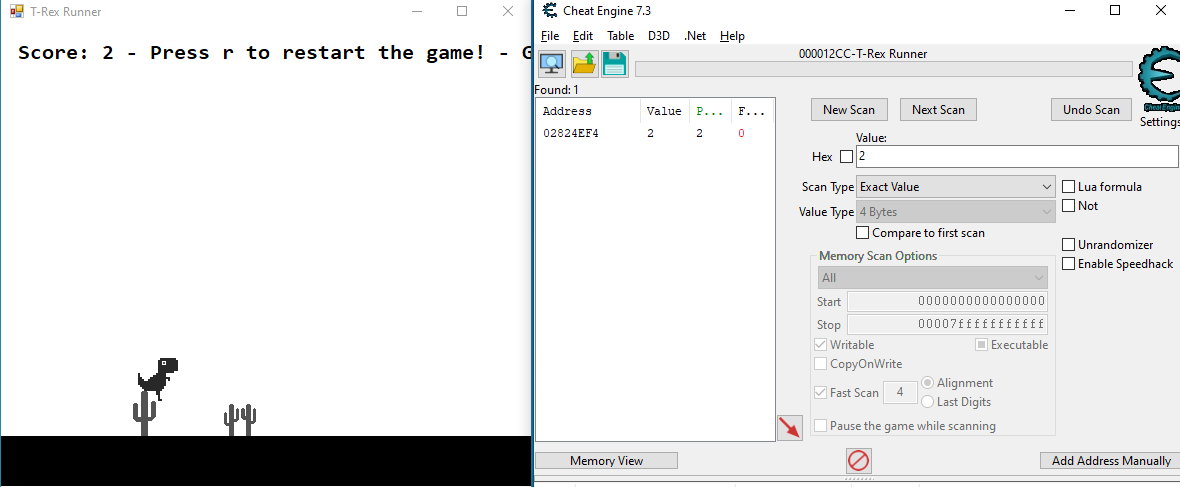 T-Rex Runner
Score: 2 - Press r to restart the game! - G
Cheat Engine 7.3
File Edit Table D3D .Net Help
000012CC-T-Rex Runner
Found: 1
Address Value P... F...
02824EF4 2 2 0
New Scan Next Scan Undo Scan
Cheat Engine
Settings
Value:
Hex 2
Scan Type Exact Value
Lua formula
Value Type 4 Bytes
Not
Compare to first scan
Unrandomizer
Enable Speedhack
Memory Scan Options
All
Start 0000000000000000
Stop 00007fffffffffff
Writable Executable
CopyOnWrite
Fast Scan 4 Alignment
Last Digits
Pause the game while scanning
Memory View Add Address Manually